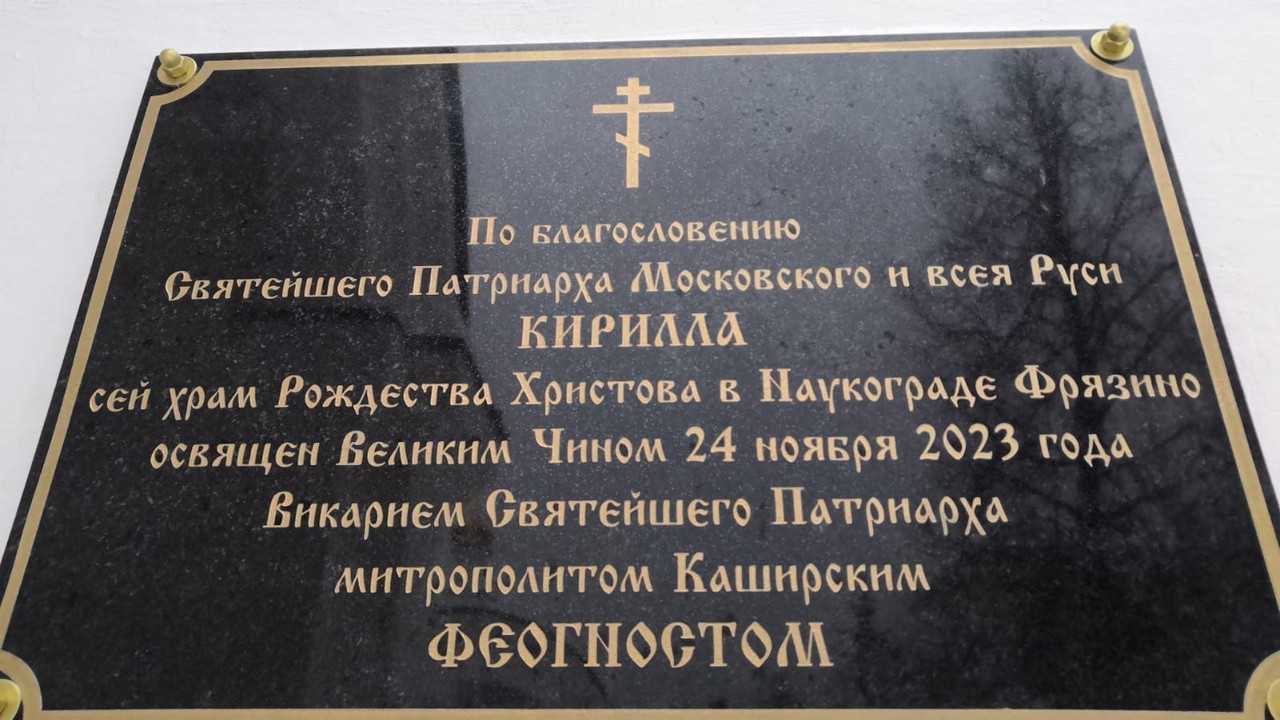 По благословению
Святейшего Патриарха Московского и всея Руси
КИРИЛЛА
сей храм Рождества Христова в Наукограде Фрязино
освящен Великим Чином 24 ноября 2023 года
Викарием Святейшего Патриарха
митрополитом Каширским
ФЕОГНОСТОМ